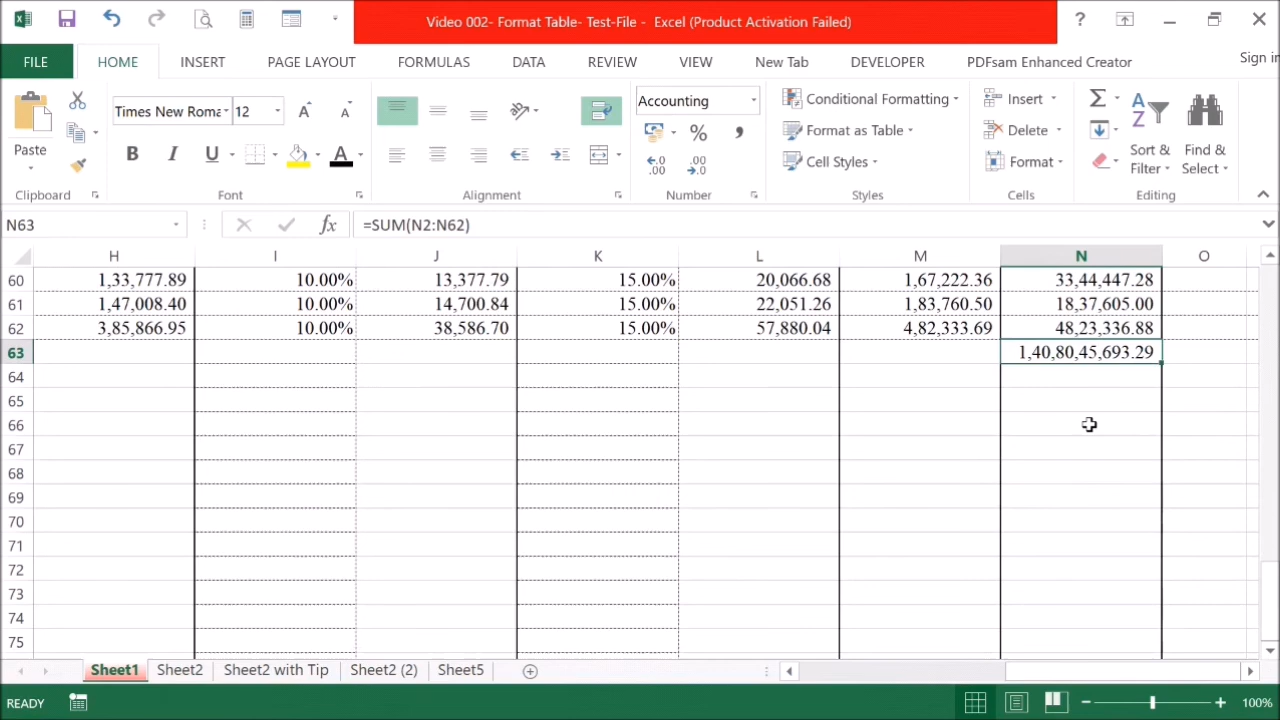 Video 002- Format Table- Test-File - Excel (Product Activation Failed)
?
FILE HOME INSERT PAGE LAYOUT FORMULAS DATA REVIEW VIEW New Tab DEVELOPER PDFsam Enhanced Creator Sign in
Paste
Clipboard
Times New Roma 12
B I U A
Font
Alignment
Accounting
%
Number
Conditional Formatting
Format as Table
Cell Styles
Styles
Insert
Delete
Format
Cells
Sort &
Filter
Find &
Select
Editing
N63 fx =SUM(N2:N62)
H I J K L M N O
60 1,33,777.89 10.00% 13,377.79 15.00% 20,066.68 1,67,222.36 33,44,447.28
61 1,47,008.40 10.00% 14,700.84 15.00% 22,051.26 1,83,760.50 18,37,605.00
62 3,85,866.95 10.00% 38,586.70 15.00% 57,880.04 4,82,333.69 48,23,336.88
63 1,40,80,45,693.29
64
65
66
67
68
69
70
71
72
73
74
75
Sheet1 Sheet2 Sheet2 with Tip Sheet2 (2) Sheet5
READY 100%